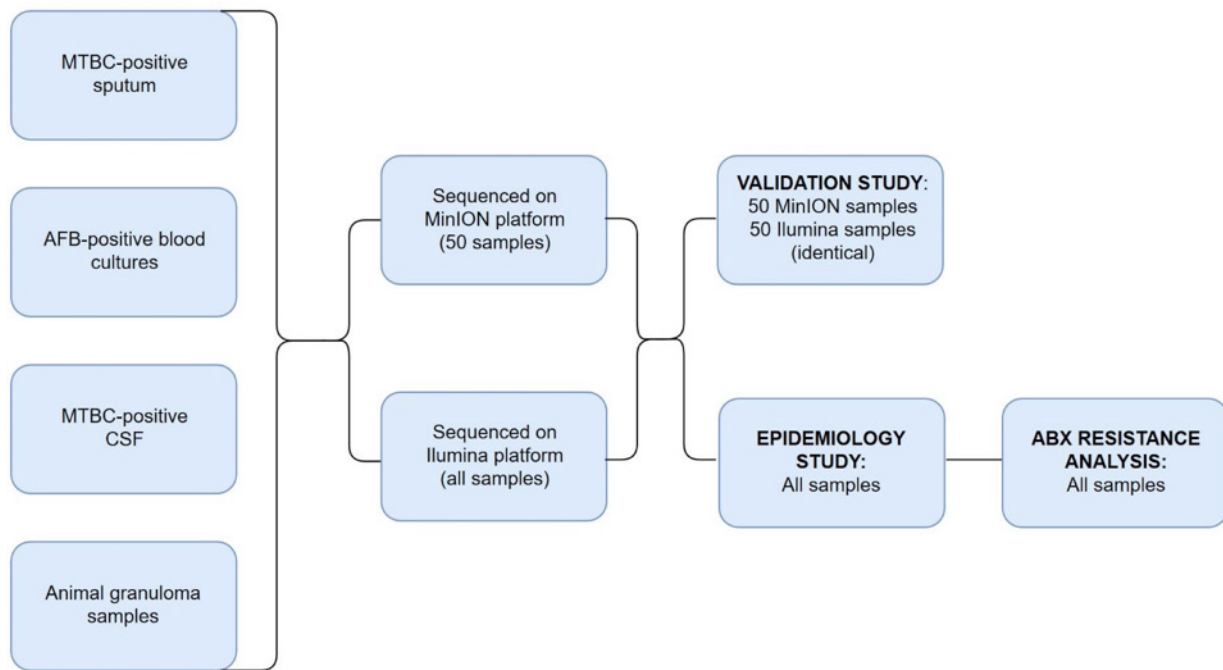 MTBC-positive
sputum
AFB-positive blood
cultures
MTBC-positive
CSF
Animal granuloma
samples
Sequenced on
MinION platform
(50 samples)
Sequenced on
Ilumina platform
(all samples)
VALIDATION STUDY:
50 MinION samples
50 Ilumina samples
(identical)
EPIDEMIOLOGY
STUDY:
All samples
ABX RESISTANCE
ANALYSIS:
All samples